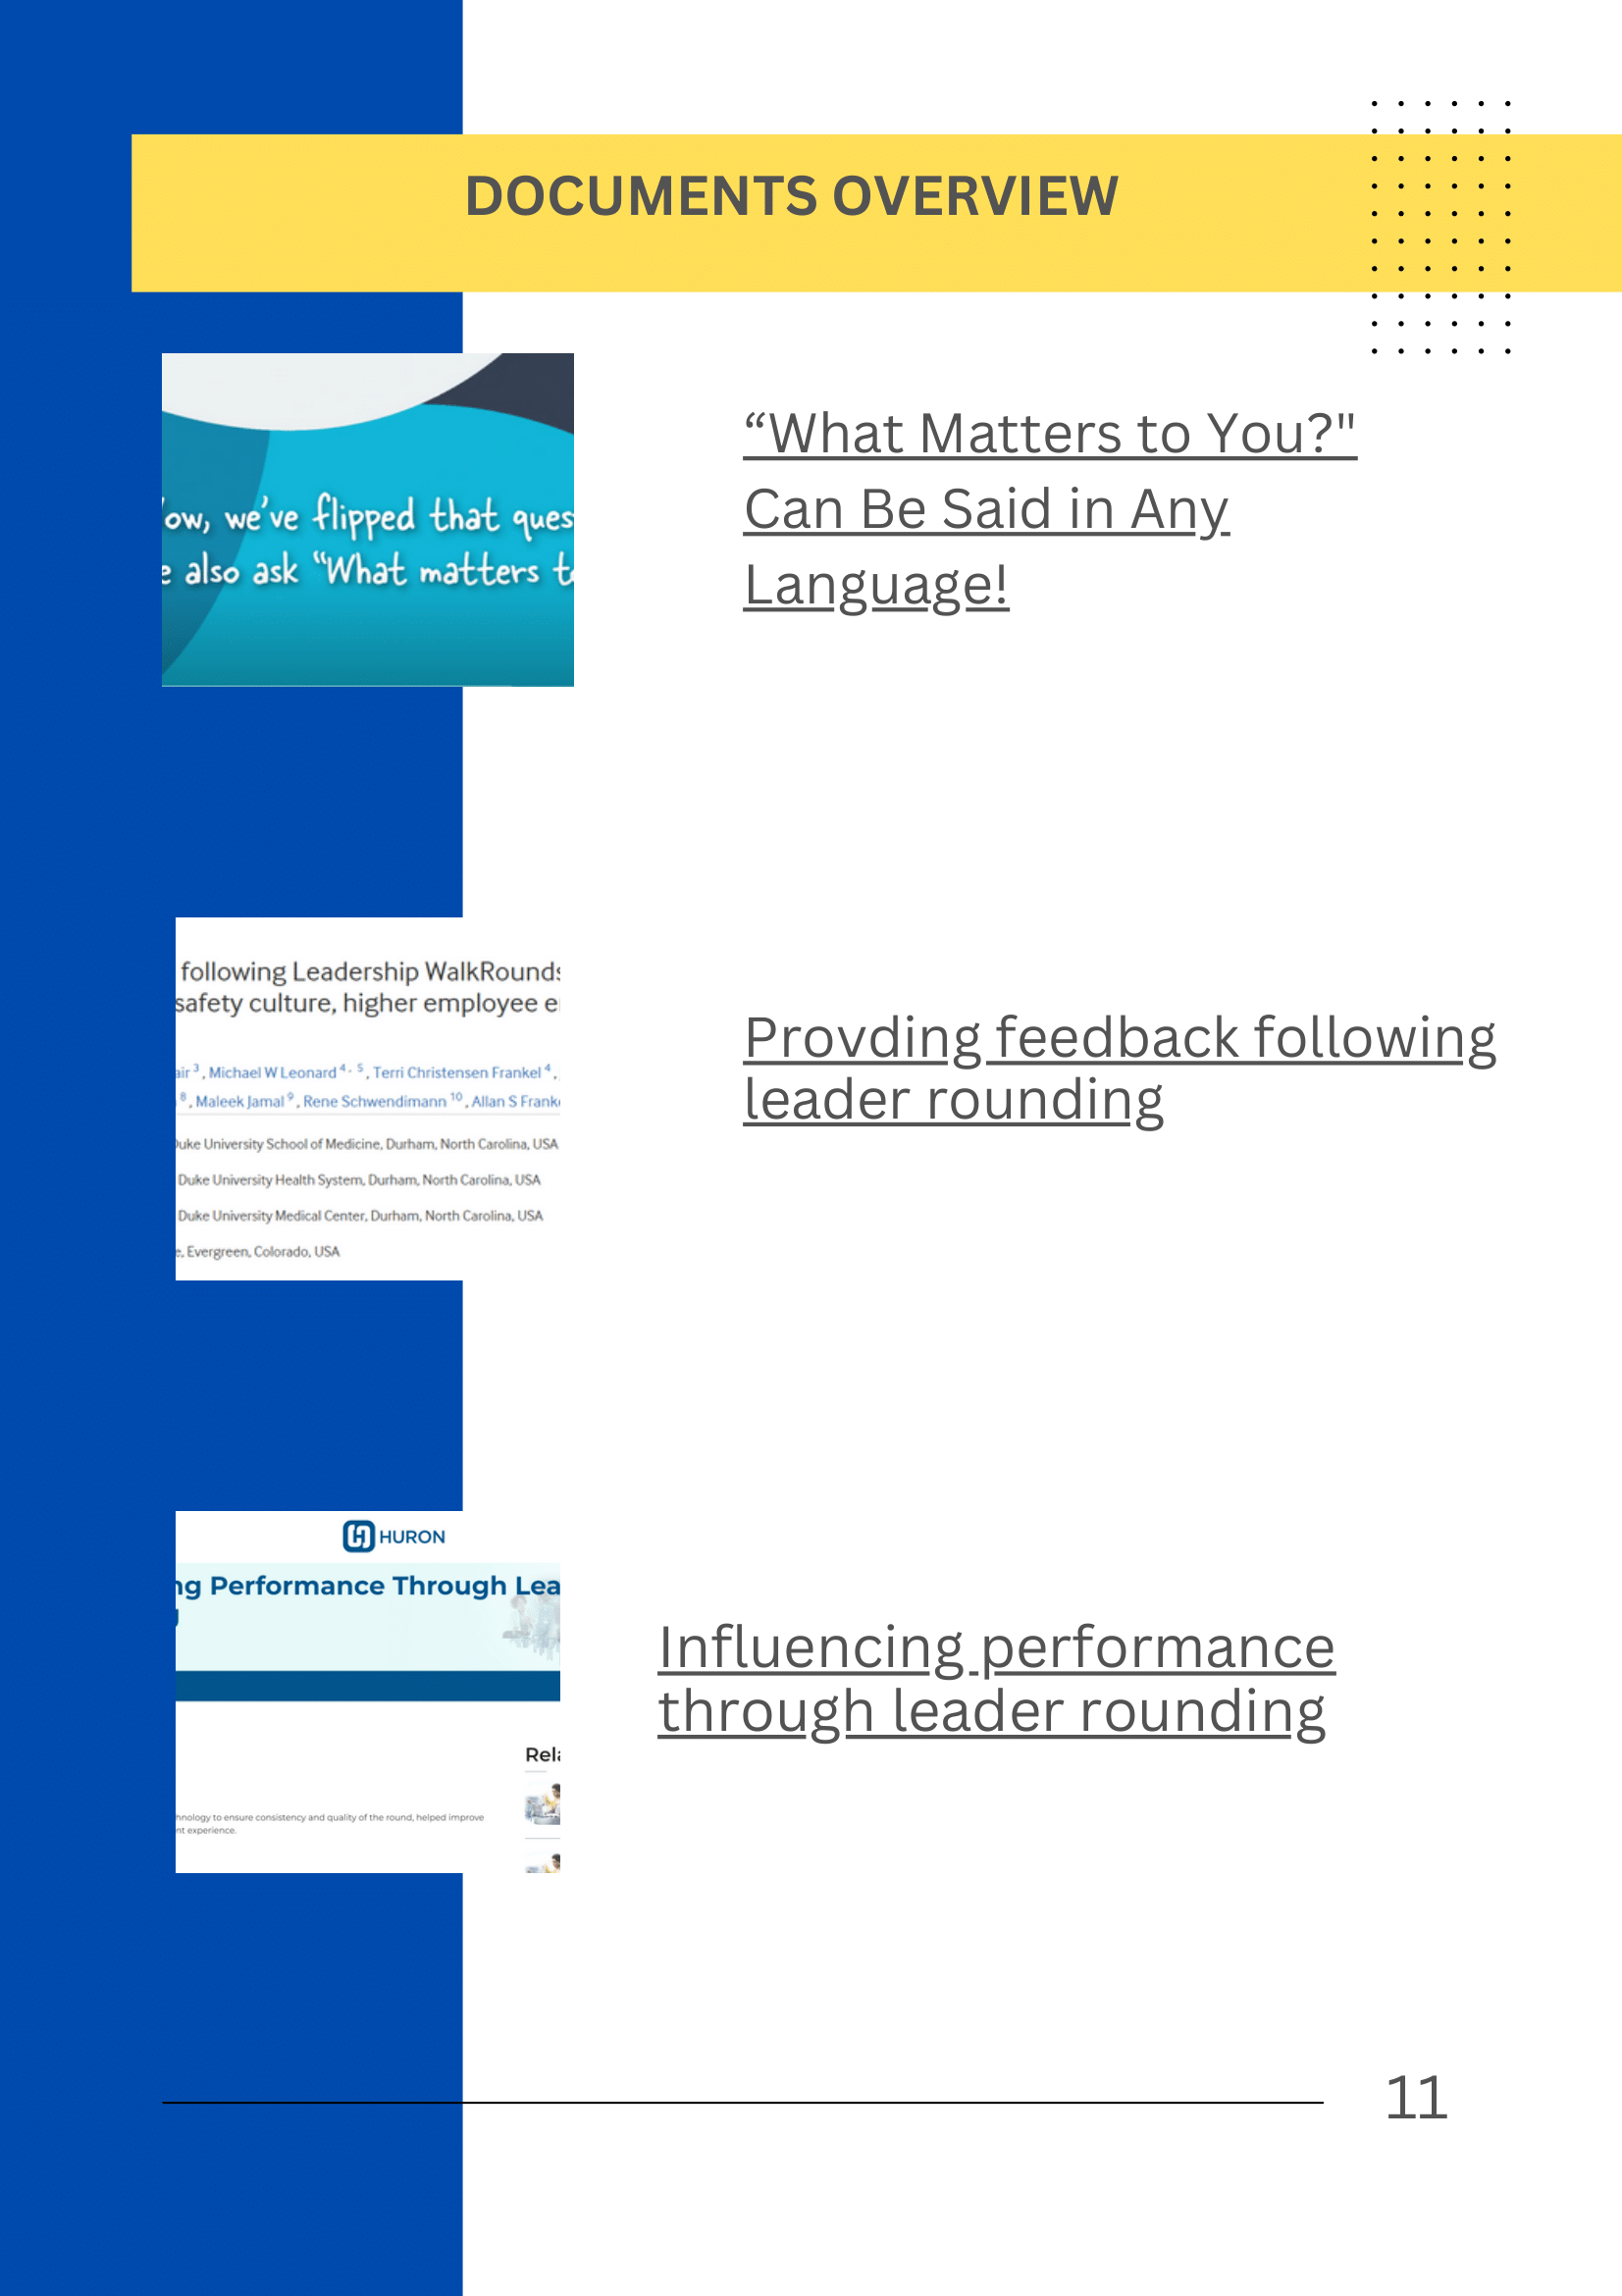 DOCUMENTS OVERVIEW
ow, we've flipped that ques
e also ask “What matters to
“What Matters to You?"
Can Be Said in Any
Language!
following Leadership WalkRounds
safety culture, higher employee e
air 3, Michael W Leonard 4, 5, Terri Christensen Frankel 4,
8, Maleek Jamal 9, Rene Schwendimann 10, Allan S Franke
Duke University School of Medicine, Durham, North Carolina, USA
Duke University Health System, Durham, North Carolina, USA
Duke University Medical Center, Durham, North Carolina, USA
e, Evergreen, Colorado, USA
Provding feedback following
leader rounding
HURON
ng Performance Through Lea
g
Rela
hnology to ensure consistency and quality of the round, helped improve
nt experience.
Influencing performance
through leader rounding
11